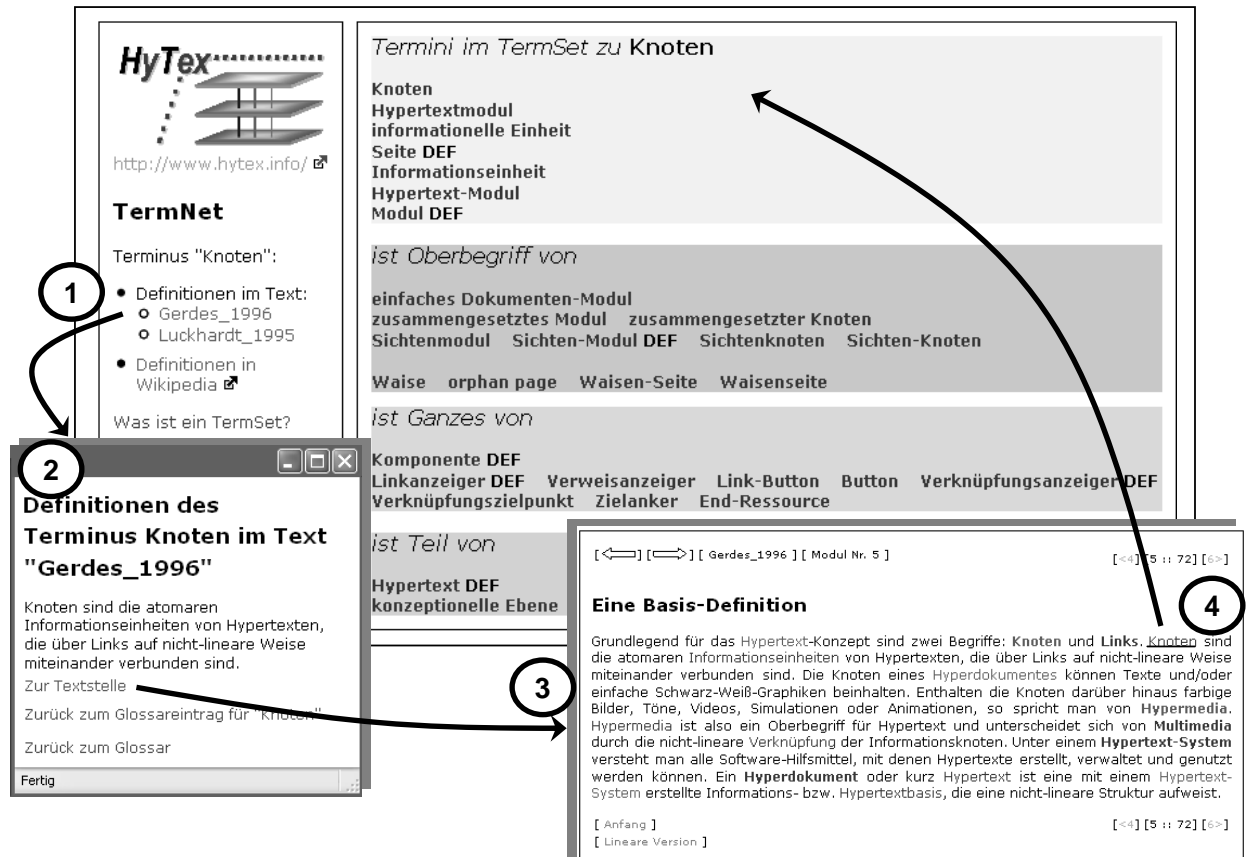 HyTex
http://www.hytex.info/
TermNet
Terminus "Knoten":
1
Definitionen im Text:
Gerdes_1996
Luckhardt_1995
Definitionen in
Wikipedia
Was ist ein TermSet?
Termini im TermSet zu Knoten
Knoten
Hypertextmodul
informationelle Einheit
Seite DEF
Informationseinheit
Hypertext-Modul
Modul DEF
ist Oberbegriff von
einfaches Dokumenten-Modul
zusammengesetztes Modul zusammengesetzter Knoten
Sichtenmodul Sichten-Modul DEF Sichtenknoten Sichten-Knoten
Waise orphan page Waisen-Seite Waisenseite
ist Ganzes von
Komponente DEF
Linkanzeiger DEF Verweisanzeiger Link-Button Button Verknüpfungsanzeiger DEF
Verknüpfungszielpunkt Zielanker End-Ressource
ist Teil von
Hypertext DEF
konzeptionelle Ebene
2
Definitionen des
Terminus Knoten im Text
"Gerdes_1996"
Knoten sind die atomaren
Informationseinheiten von Hypertexten,
die über Links auf nicht-lineare Weise
miteinander verbunden sind.
Zur Textstelle
Zurück zum Glossareintrag für "Knoten"
Zurück zum Glossar
Fertig
3
[ ] [ ] [ Gerdes_1996 ] [ Modul Nr. 5 ] [<4] [5 :: 72] [6>]
4
Eine Basis-Definition
Grundlegend für das Hypertext-Konzept sind zwei Begriffe: Knoten und Links. Knoten sind
die atomaren Informationseinheiten von Hypertexten, die über Links auf nicht-lineare Weise
miteinander verbunden sind. Die Knoten eines Hyperdokumentes können Texte und/oder
einfache Schwarz-Weiß-Graphiken beinhalten. Enthalten die Knoten darüber hinaus farbige
Bilder, Töne, Videos, Simulationen oder Animationen, so spricht man von Hypermedia.
Hypermedia ist also ein Oberbegriff für Hypertext und unterscheidet sich von Multimedia
durch die nicht-lineare Verknüpfung der Informationsknoten. Unter einem Hypertext-System
versteht man alle Software-Hilfsmittel, mit denen Hypertexte erstellt, verwaltet und genutzt
werden können. Ein Hyperdokument oder kurz Hypertext ist eine mit einem Hypertext-
System erstellte Informations- bzw. Hypertextbasis, die eine nicht-lineare Struktur aufweist.
[ Anfang ] [<4] [5 :: 72] [6>]
[ Lineare Version ]